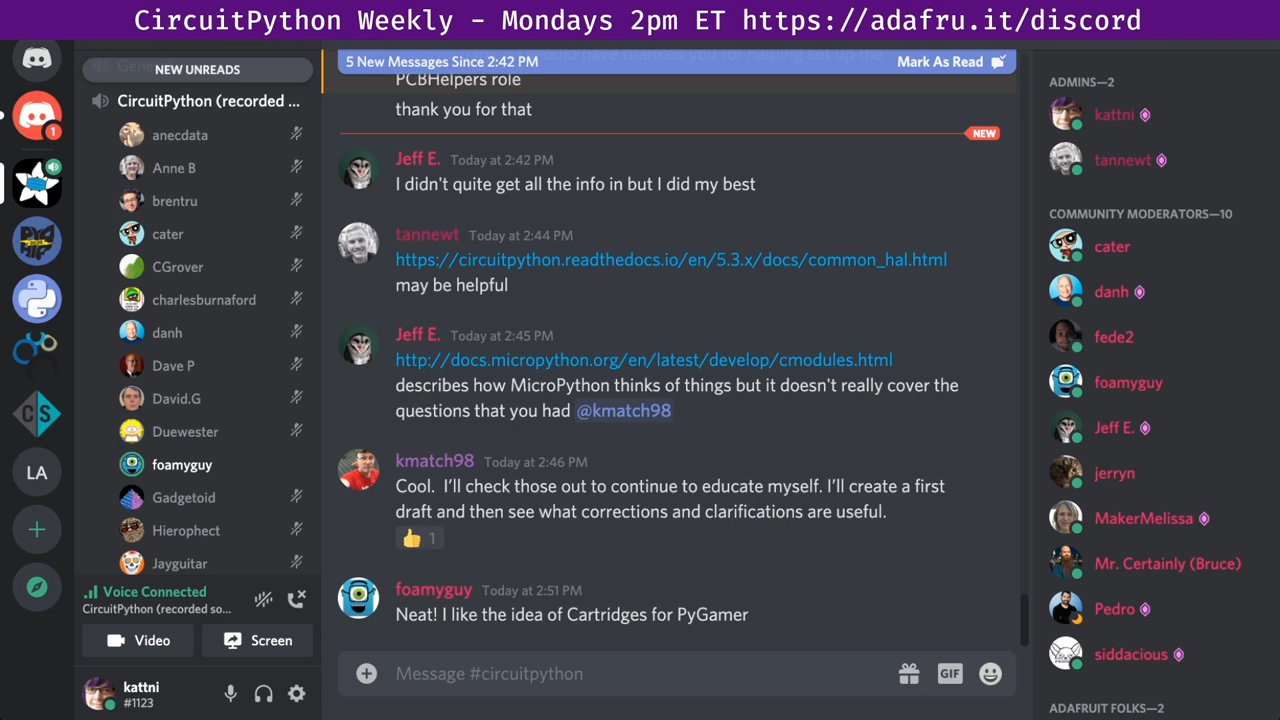 CircuitPython Weekly - Mondays 2pm ET https://adafru.it/discord
NEW UNREADS
CircuitPython (recorded ...
anecdata
Anne B
brentru
cater
CGrover
charlesburnaford
danh
Dave P
David.G
Duewester
foamyguy
Gadgetoid
Hierophect
Jayguitar
Voice Connected
CircuitPython (recorded so...
Video
Screen
kattni
#1123
1
CS
LA
5 New Messages Since 2:42 PM
Mark As Read
PCBHelpers role
thank you for that
NEW
Jeff E. Today at 2:42 PM
I didn't quite get all the info in but I did my best
tannewt Today at 2:44 PM
https://circuitpython.readthedocs.io/en/5.3.x/docs/common_hal.html
may be helpful
Jeff E. Today at 2:45 PM
http://docs.micropython.org/en/latest/develop/cmodules.html
describes how MicroPython thinks of things but it doesn't really cover the
questions that you had @kmatch98
kmatch98 Today at 2:46 PM
Cool. I'll check those out to continue to educate myself. I'll create a first
draft and then see what corrections and clarifications are useful.
1
foamyguy Today at 2:51 PM
Neat! I like the idea of Cartridges for PyGamer
Message #circuitpython
GIF
ADMINS—2
kattni
tannewt
COMMUNITY MODERATORS—10
cater
danh
fede2
foamyguy
Jeff E.
jerryn
MakerMelissa
Mr. Certainly (Bruce)
Pedro
siddacious
ADAFRUIT FOLKS—2